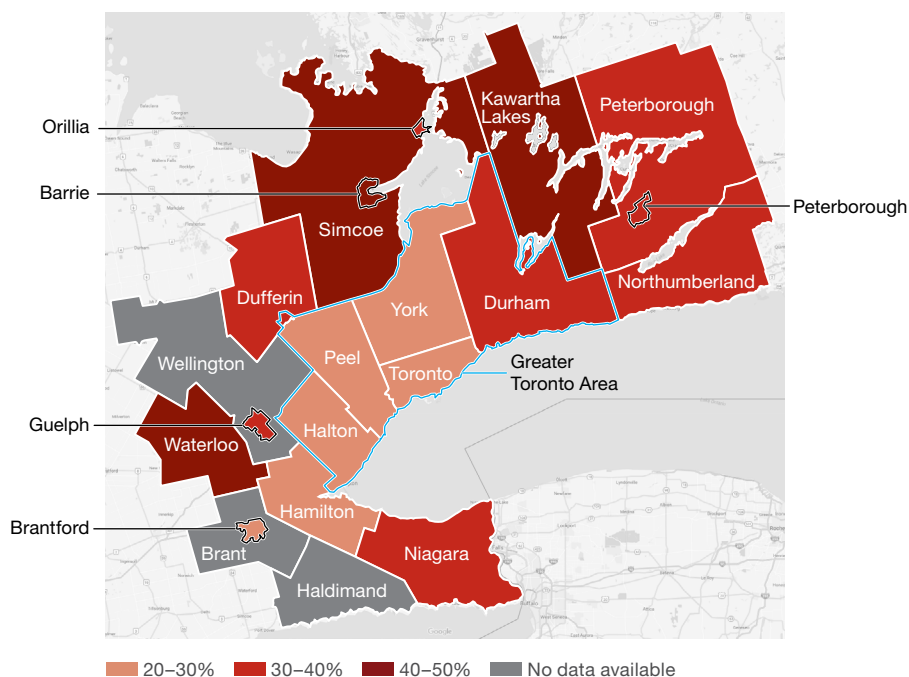 Kawartha
Lakes
Peterborough
Orillia
Barrie
Peterborough
Simcoe
Northumberland
Dufferin
Durham
York
Wellington
Peel
Greater
Toronto Area
Toronto
Guelph
Halton
Waterloo
Hamilton
Brantford
Brant
Niagara
Haldimand
20–30%
30–40%
40–50%
No data available